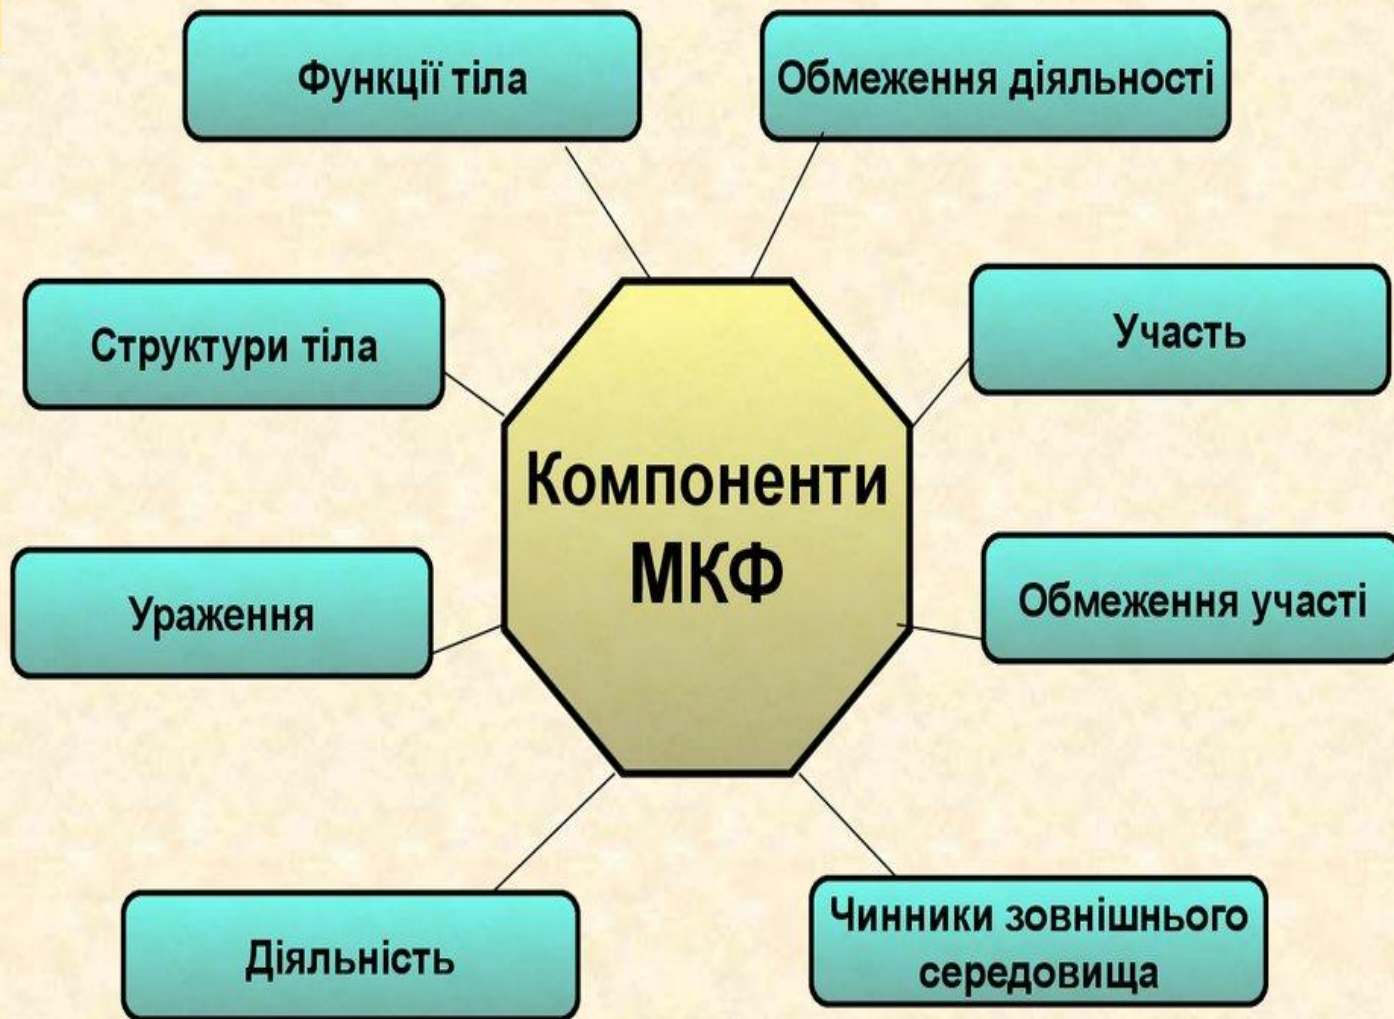 Функції тіла
Обмеження діяльності
Структури тіла
Участь
Компоненти
МКФ
Ураження
Обмеження участі
Діяльність
Чинники зовнішнього
середовища